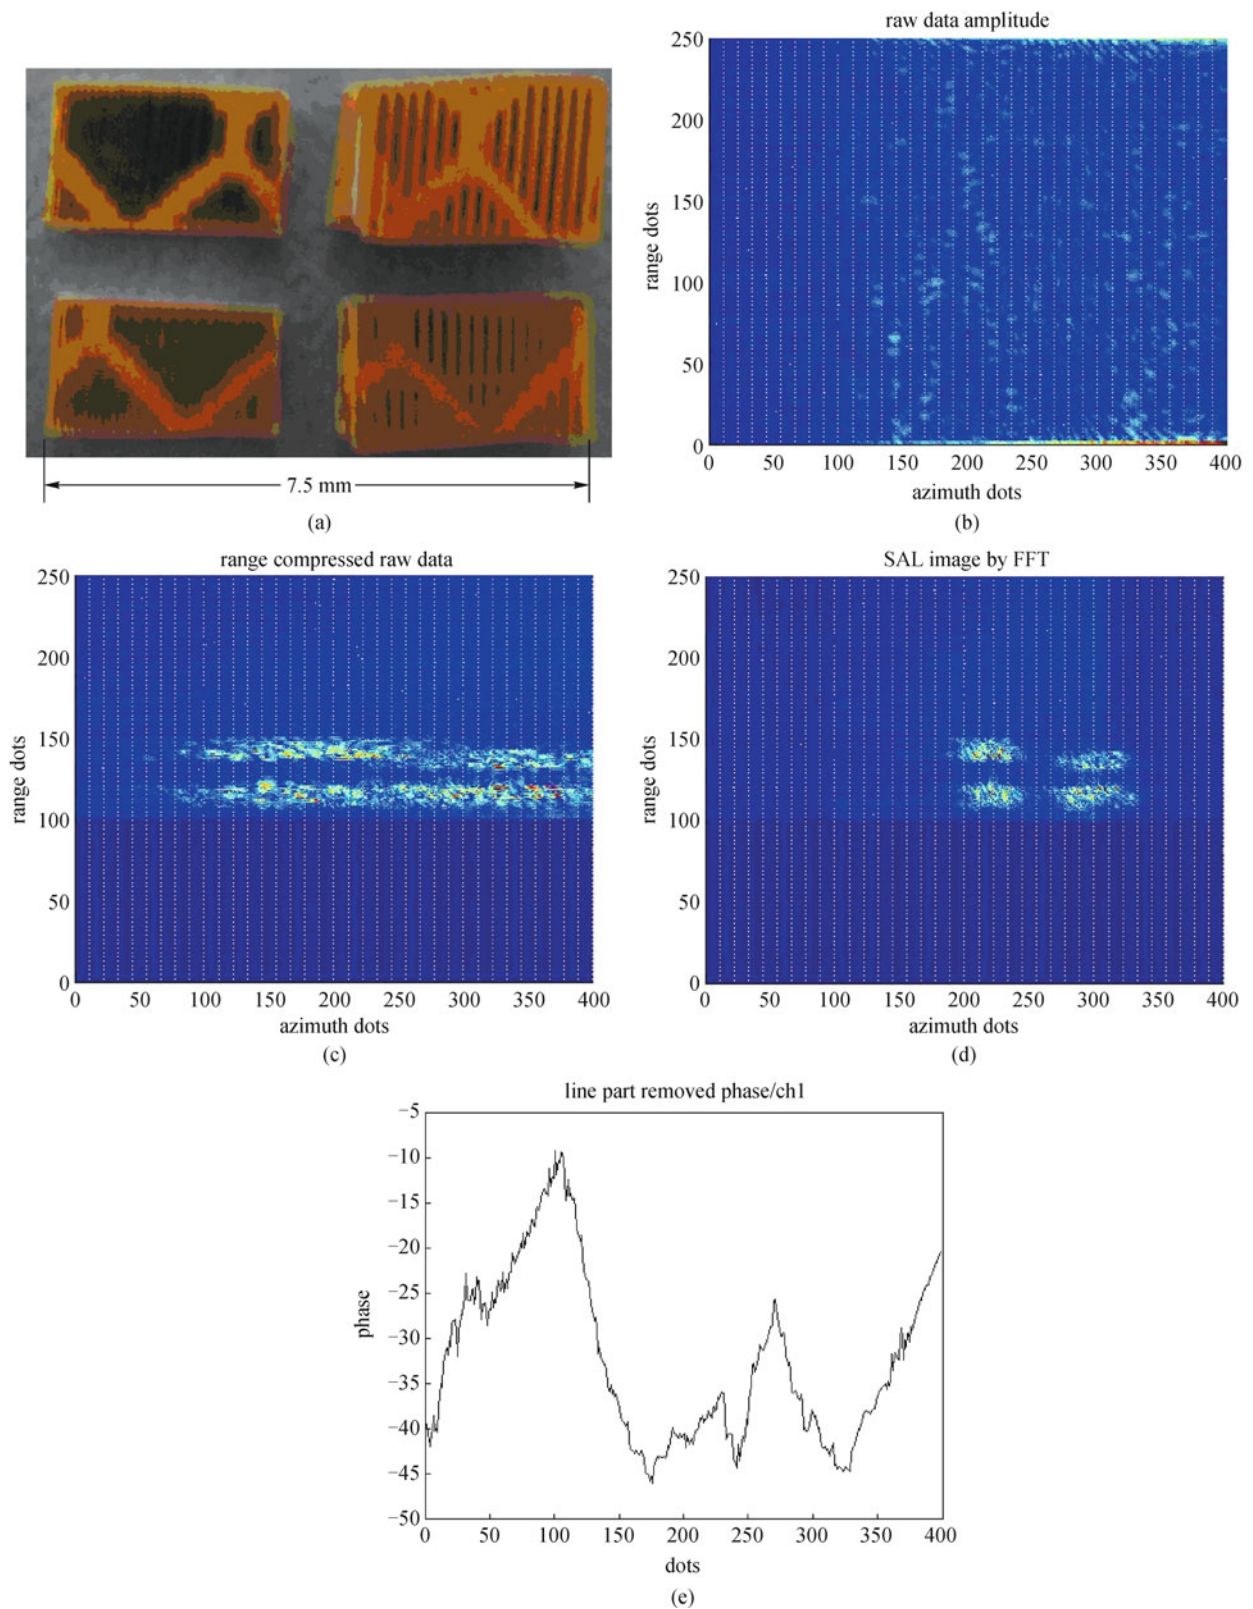 7.5 mm
(a)
raw data amplitude
250
200
150
100
50
0
range dots
0 50 100 150 200 250 300 350 400
azimuth dots
(b)
range compressed raw data
250
200
150
100
50
0
range dots
0 50 100 150 200 250 300 350 400
azimuth dots
(c)
SAL image by FFT
250
200
150
100
50
0
range dots
0 50 100 150 200 250 300 350 400
azimuth dots
(d)
line part removed phase/ch1
−5
−10
−15
−20
−25
−30
−35
−40
−45
−50
phase
0 50 100 150 200 250 300 350 400
dots
(e)